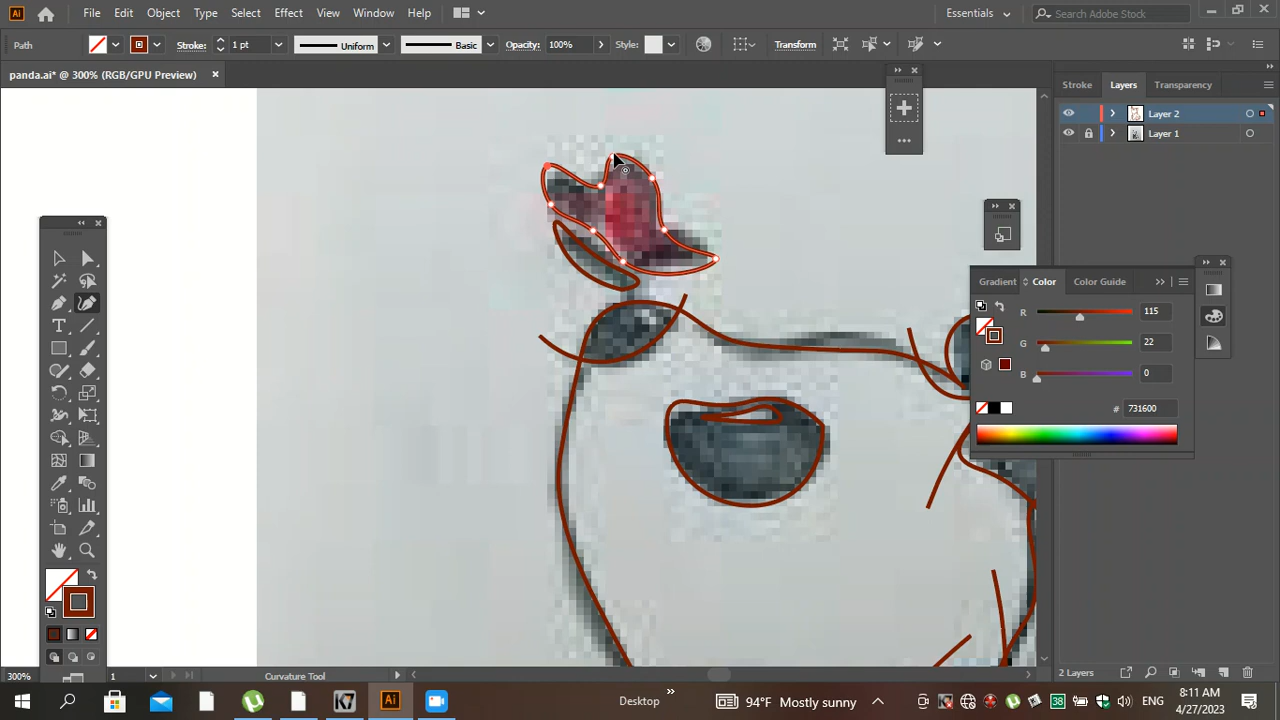 Ai File Edit Object Type Select Effect View Window Help Essentials Search Adobe Stock
Path Stroke: 1 pt Uniform Basic Opacity: 100% Style: Transform
panda.ai* @ 300% (RGB/GPU Preview)
Stroke Layers Transparency
Layer 2
Layer 1
Gradient Color Color Guide
R 115
G 22
B 0
# 731600
300% 1 Curvature Tool 2 Layers
Ai Desktop 94°F Mostly sunny 38 ENG 8:11 AM
4/27/2023